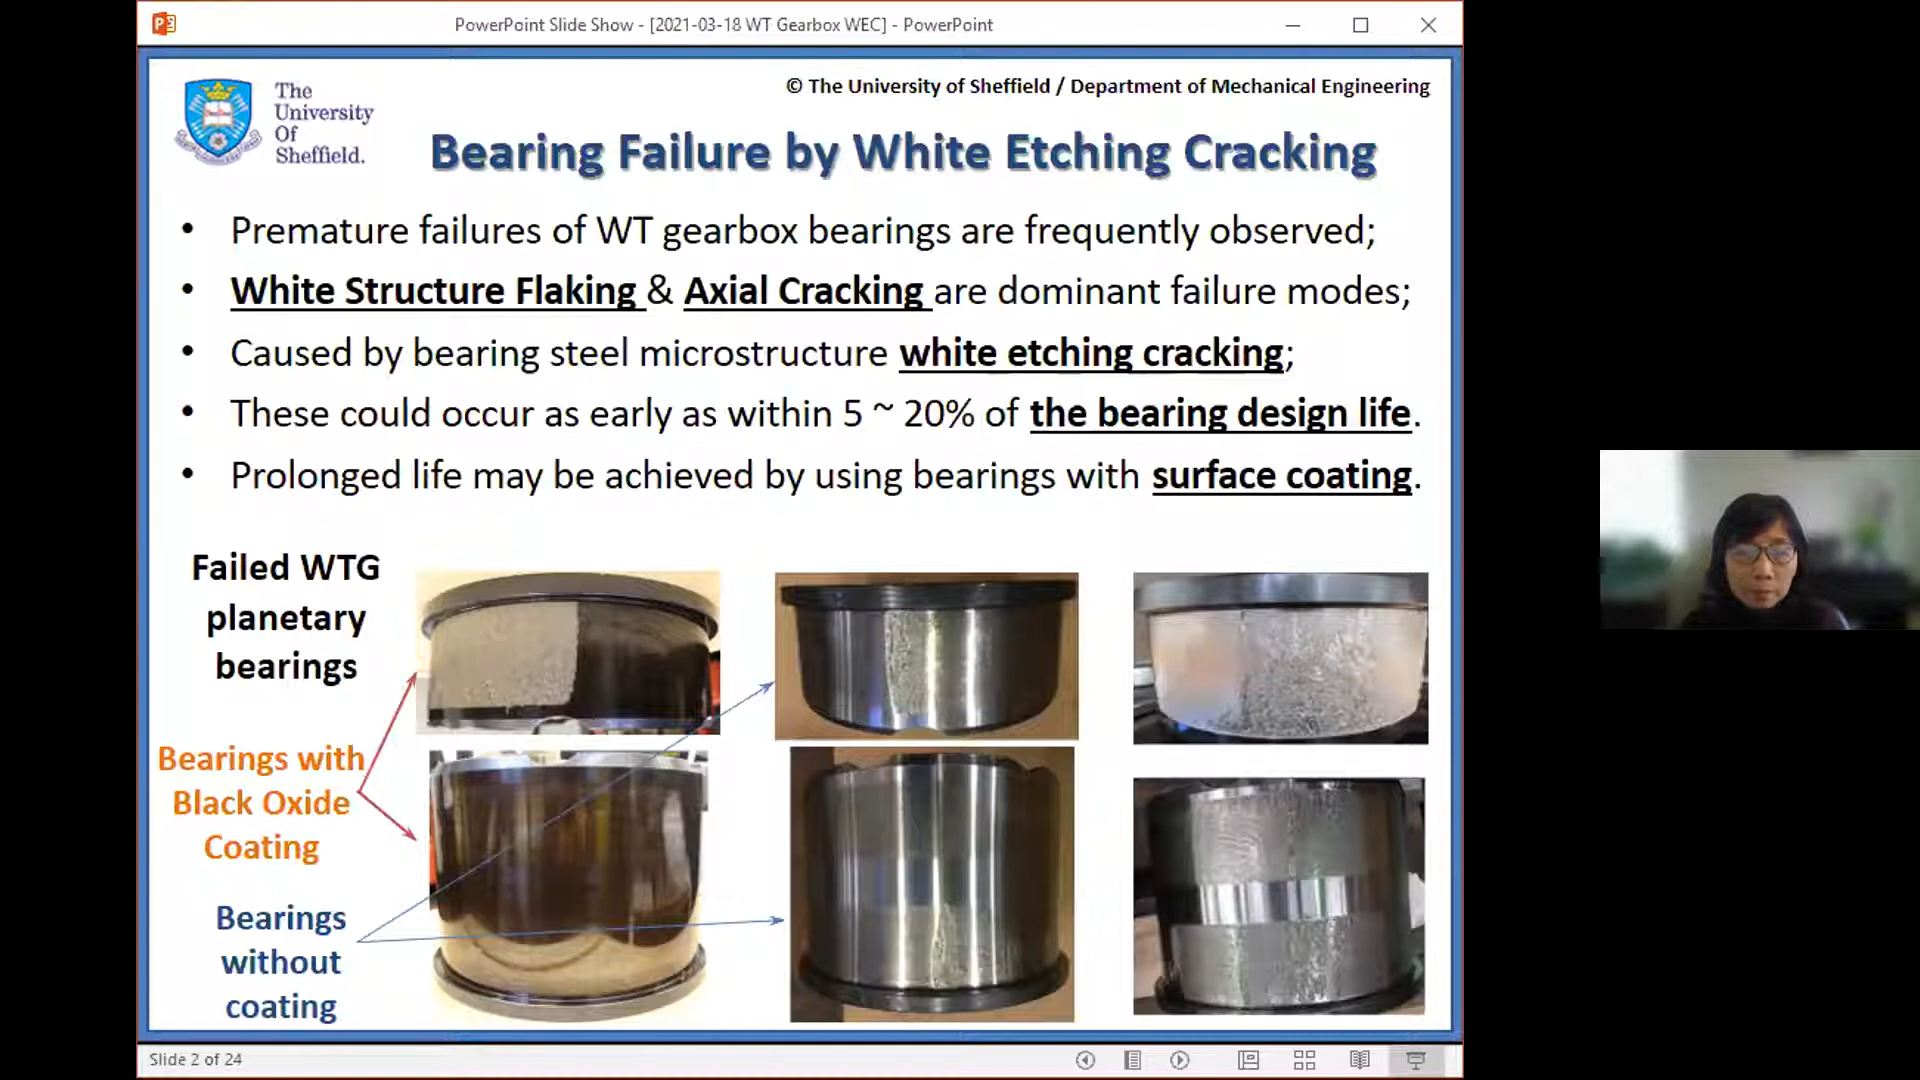 PowerPoint Slide Show - [2021-03-18 WT Gearbox WEC] - PowerPoint
The
University
Of
Sheffield.
© The University of Sheffield / Department of Mechanical Engineering
Bearing Failure by White Etching Cracking
• Premature failures of WT gearbox bearings are frequently observed;
• White Structure Flaking & Axial Cracking are dominant failure modes;
• Caused by bearing steel microstructure white etching cracking;
• These could occur as early as within 5 ~ 20% of the bearing design life.
• Prolonged life may be achieved by using bearings with surface coating.
Failed WTG
planetary
bearings
Bearings with
Black Oxide
Coating
Bearings
without
coating
Slide 2 of 24